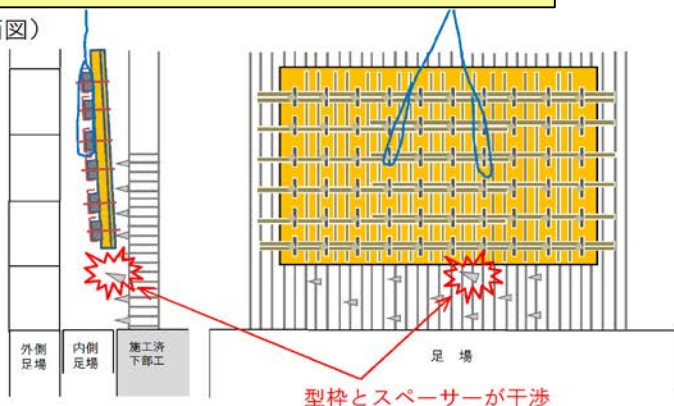 面図）
外側
足場
内側
足場
施工済
下部工
足 場
型枠とスペーサーが干渉